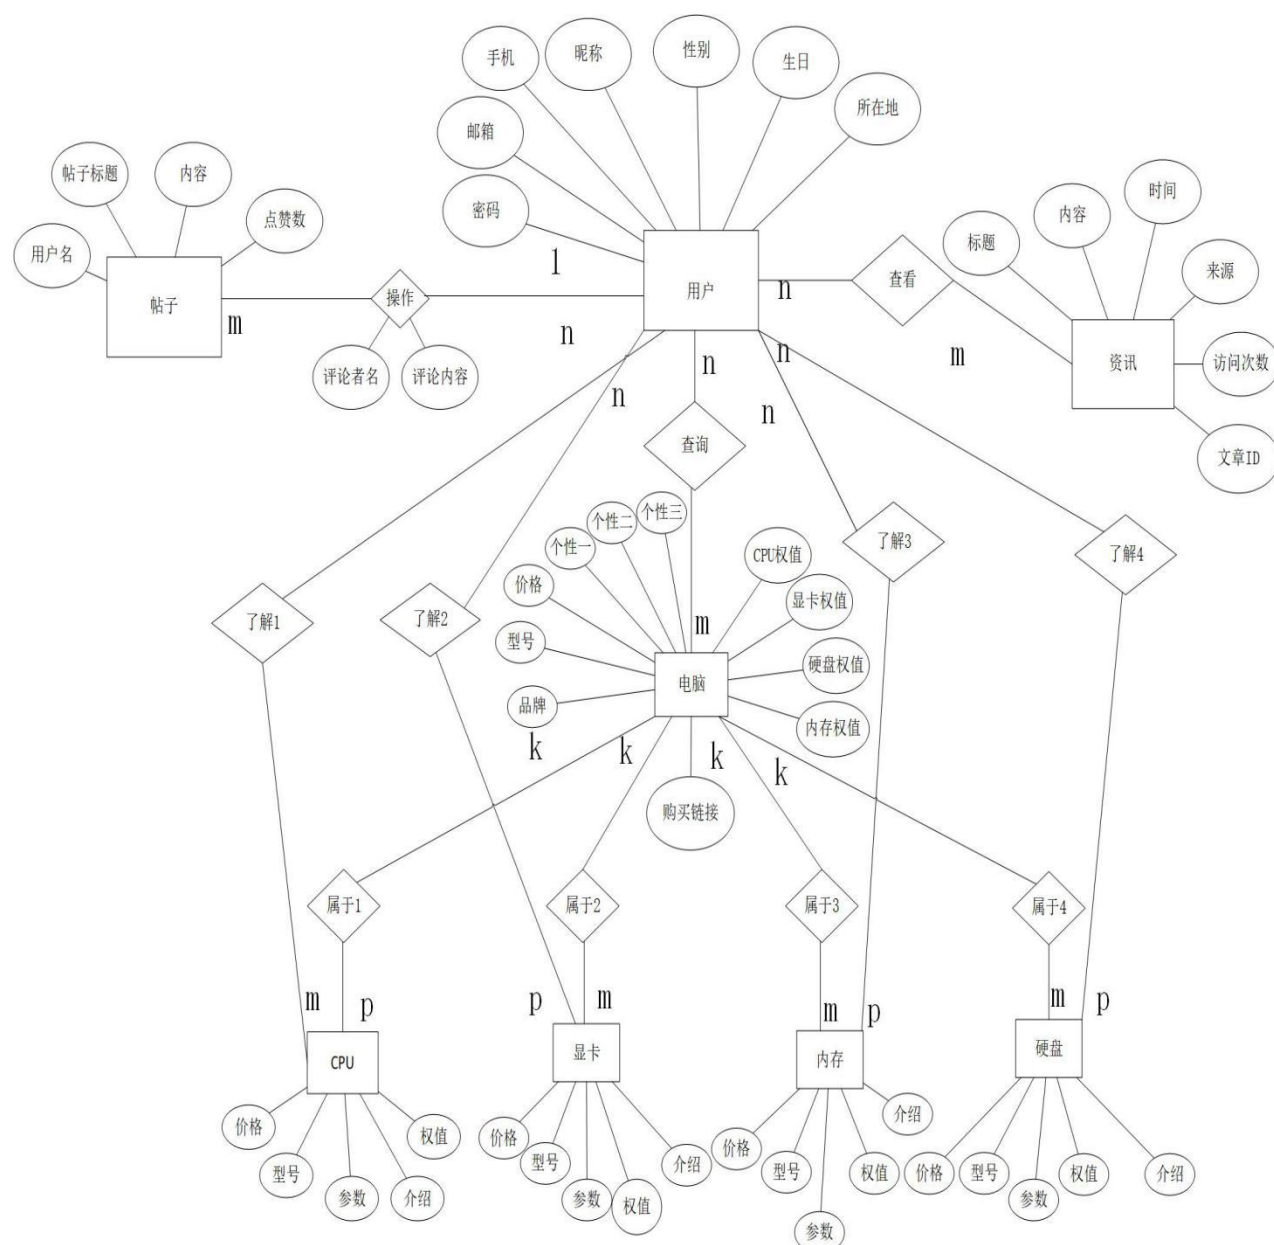 手机
昵称
性别
生日
所在地
邮箱
密码
帖子标题
内容
点赞数
用户名
帖子
操作
评论者名
评论内容
m
1
n
用户
n
查看
m
标题
内容
时间
来源
访问次数
文章ID
资讯
n
n
n
n
查询
了解1
了解2
了解3
了解4
个性一
个性二
个性三
价格
型号
品牌
m
CPU权值
显卡权值
硬盘权值
内存权值
电脑
购买链接
k
k
k
k
属于1
属于2
属于3
属于4
m
p
p
m
m
p
m
p
CPU
显卡
内存
硬盘
价格
型号
参数
介绍
权值
价格
型号
参数
权值
介绍
价格
型号
参数
权值
介绍
价格
型号
参数
权值
介绍